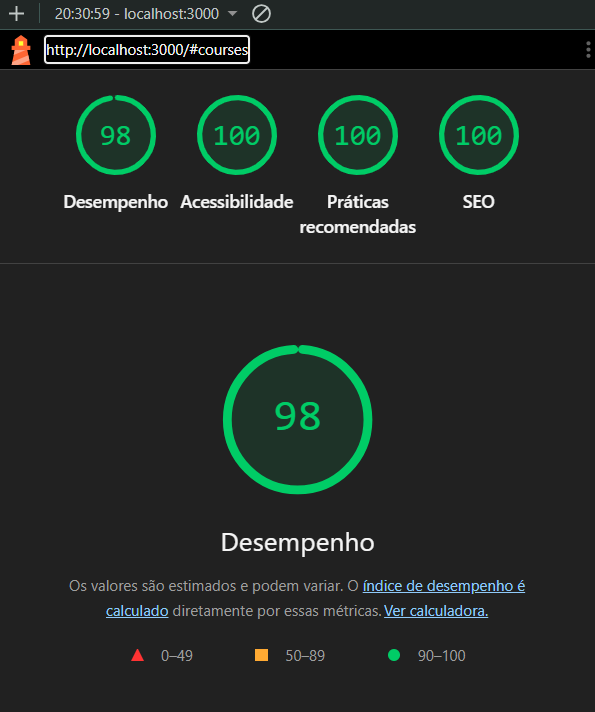 20:30:59 - localhost:3000
http://localhost:3000/#courses
98 100 100 100
Desempenho Acessibilidade Práticas recomendadas SEO
98
Desempenho
Os valores são estimados e podem variar. O índice de desempenho é
calculado diretamente por essas métricas. Ver calculadora.
0–49 50–89 90–100